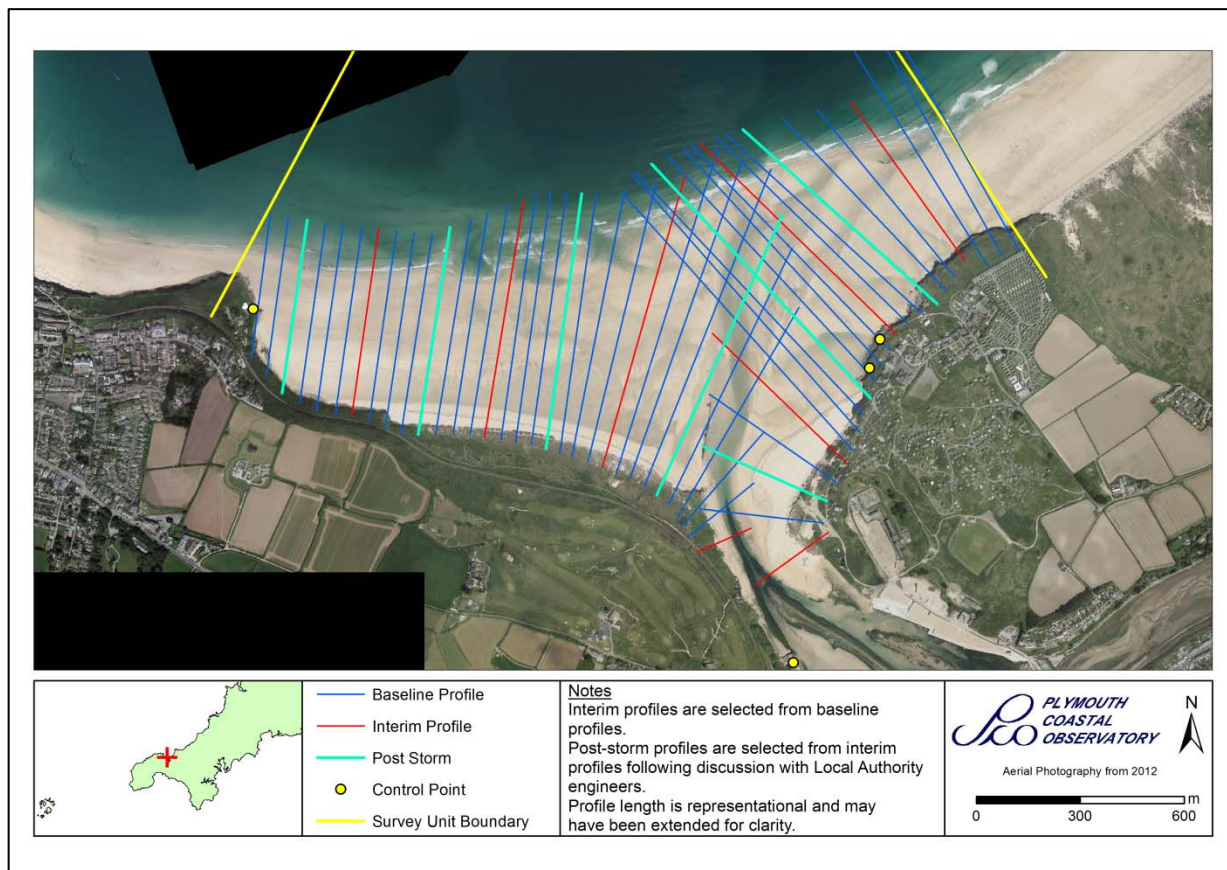 Baseline Profile
Interim Profile
Post Storm
Control Point
Survey Unit Boundary
Notes
Interim profiles are selected from baseline
profiles.
Post-storm profiles are selected from interim
profiles following discussion with Local Authority
engineers.
Profile length is representational and may
have been extended for clarity.
PLYMOUTH
COASTAL
OBSERVATORY
N
Aerial Photography from 2012
m
0 300 600